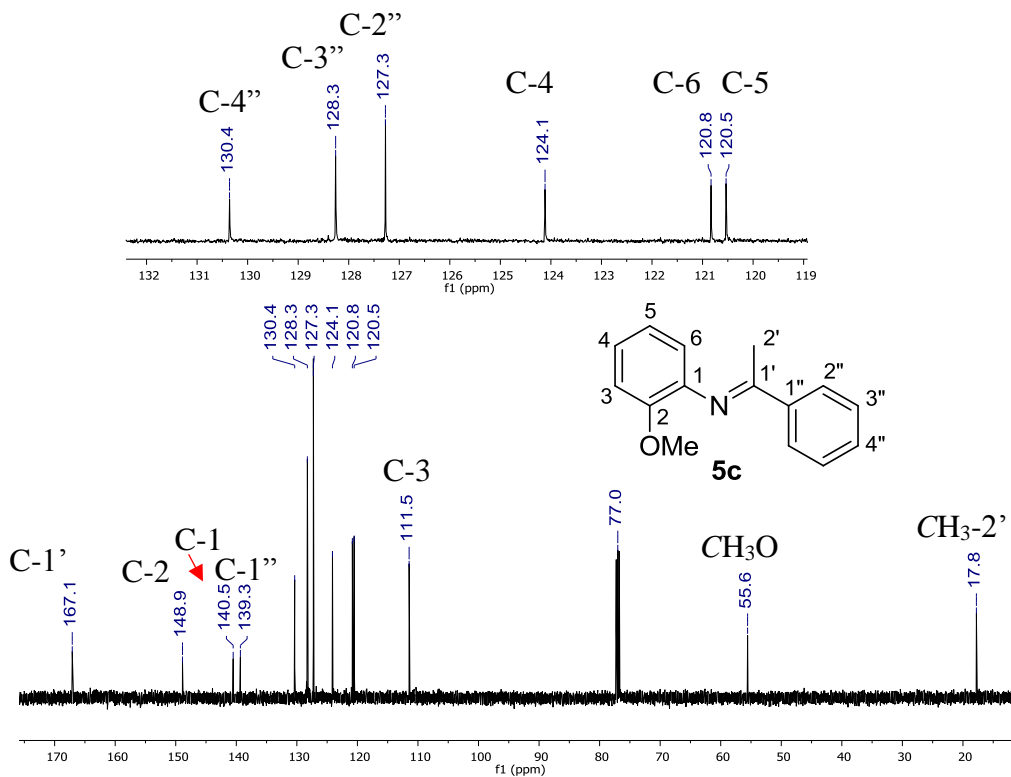 C-4” C-3” C-2” C-4 C-6 C-5
130.4 128.3 127.3 124.1 120.8 120.5
132 131 130 129 128 127 126 125 124 123 122 121 120 119
f1 (ppm)
130.4 128.3 127.3 124.1 120.8 120.5
5 4 6 3 1 2 N OMe 2' 1' 1" 2" 3" 4"
5c
C-1’ C-2 C-1 C-1” C-3 CH3O CH3-2’
167.1 148.9 140.5 139.3 111.5 77.0 55.6 17.8
170 160 150 140 130 120 110 100 90 80 70 60 50 40 30 20
f1 (ppm)